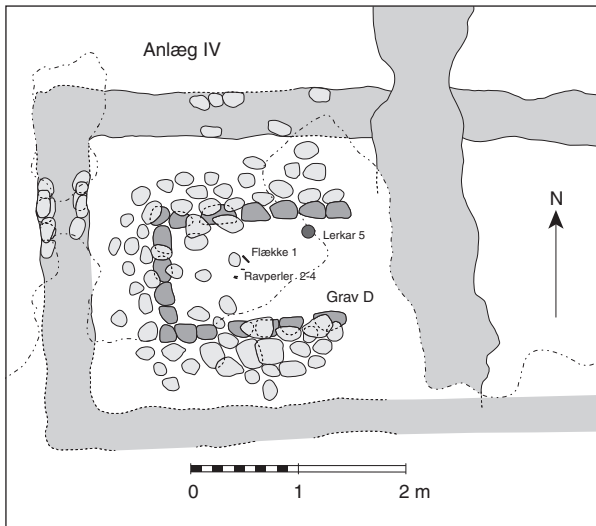 Anlæg IV
N
Lerkar 5
Flække 1
Ravperler 2-4
Grav D
0 1 2 m